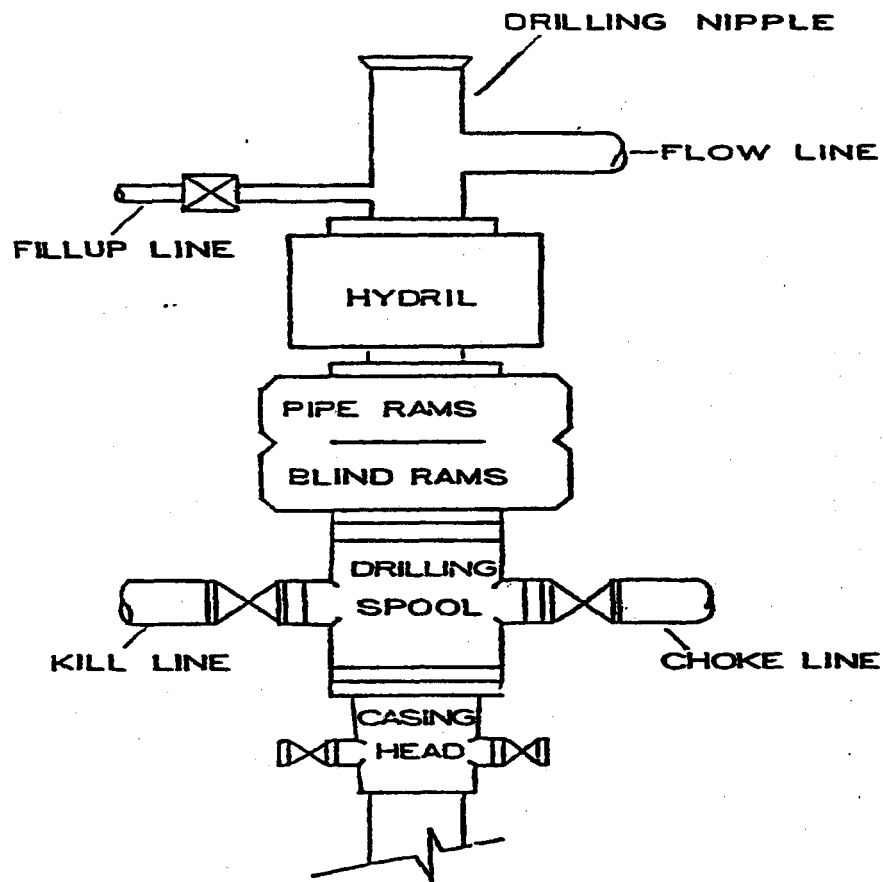 DRILLING NIPPLE
FLOW LINE
FILLUP LINE
HYDRIL
PIPE RAMS
BLIND RAMS
DRILLING
SPOOL
KILL LINE
CHOKE LINE
CASING
HEAD